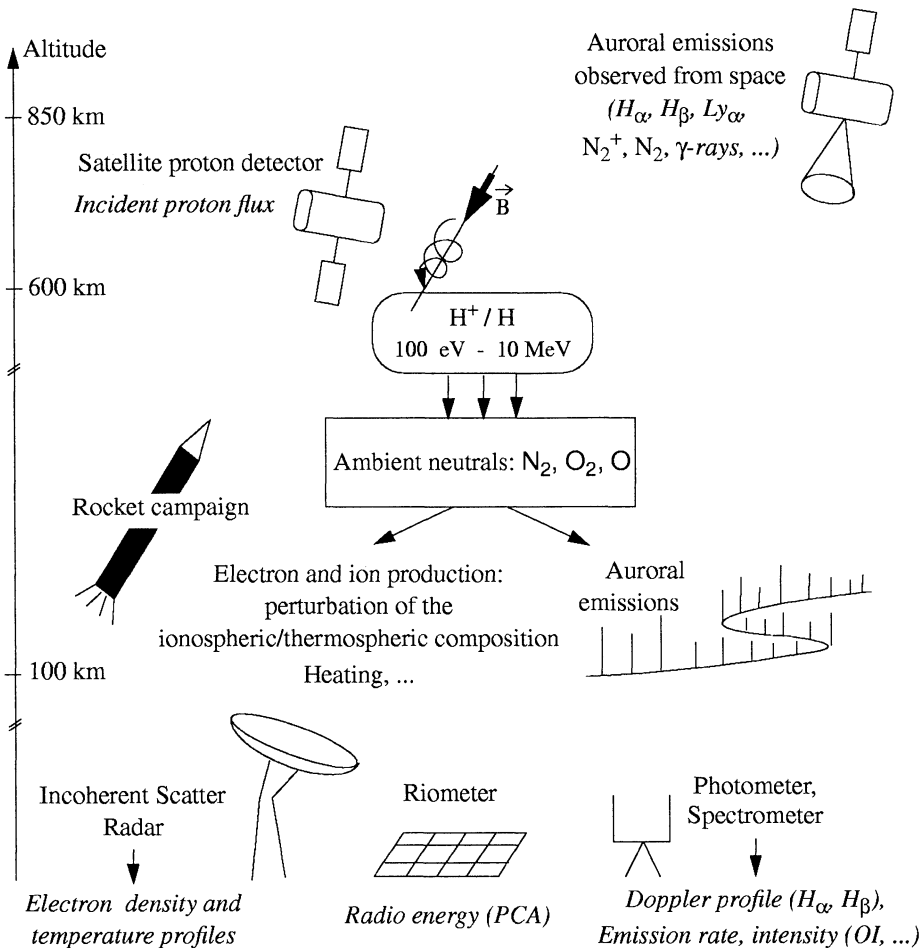 Altitude
850 km
600 km
100 km
Auroral emissions
observed from space
(Hα, Hβ, Lyα,
N2+, N2, γ-rays, ...)
Satellite proton detector
Incident proton flux
B
H+ / H
100 eV - 10 MeV
Ambient neutrals: N2, O2, O
Rocket campaign
Electron and ion production:
perturbation of the
ionospheric/thermospheric composition
Heating, ...
Auroral
emissions
Incoherent Scatter
Radar
Electron density and
temperature profiles
Riometer
Radio energy (PCA)
Photometer,
Spectrometer
Doppler profile (Hα, Hβ),
Emission rate, intensity (OI, ...)